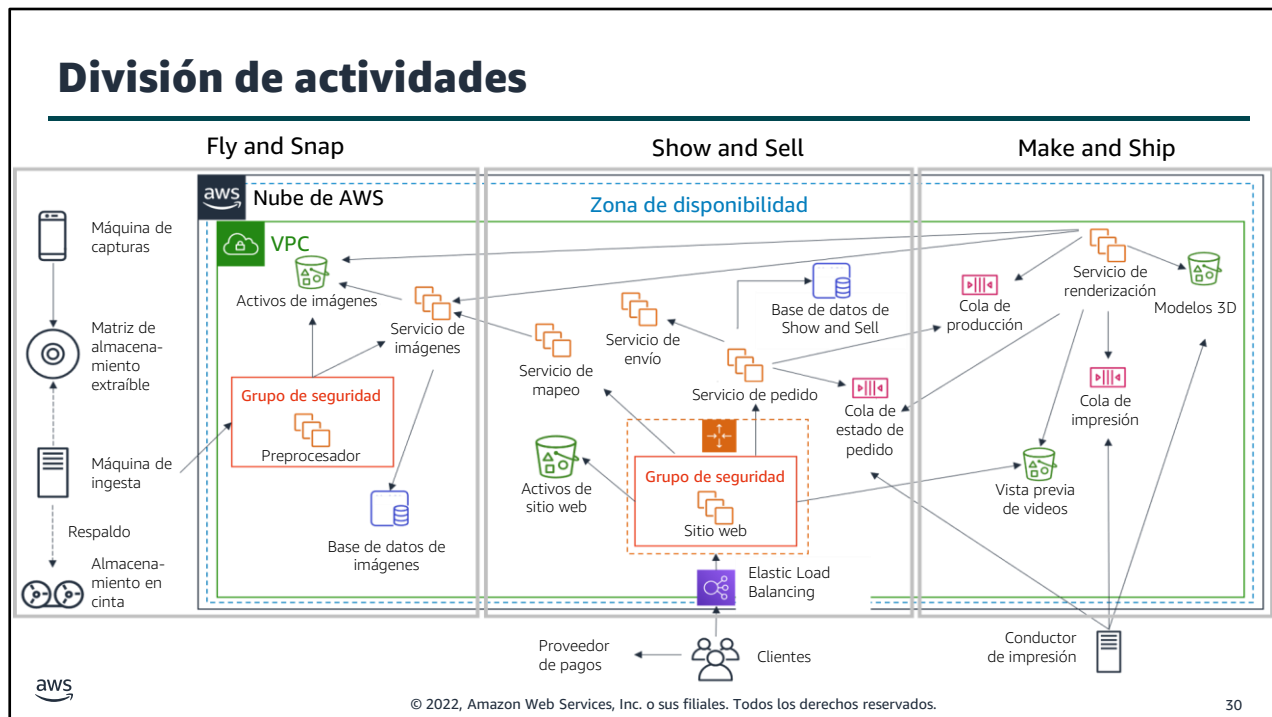 División de actividades
Fly and Snap
Show and Sell
Make and Ship
aws
Nube de AWS
Zona de disponibilidad
VPC
Máquina de
capturas
Matriz de
almacena-
miento
extraíble
Máquina de
ingesta
Respaldo
Almacena-
miento en
cinta
Activos de imágenes
Servicio de
imágenes
Grupo de seguridad
Preprocesador
Base de datos de
imágenes
Servicio de
mapeo
Servicio de
envío
Base de datos de
Show and Sell
Servicio de pedido
Cola de
estado de
pedido
Activos de
sitio web
Grupo de seguridad
Sitio web
Elastic Load
Balancing
Cola de
producción
Servicio de
renderización
Modelos 3D
Cola de
impresión
Vista previa
de videos
Proveedor
de pagos
Clientes
Conductor
de impresión
aws
© 2022, Amazon Web Services, Inc. o sus filiales. Todos los derechos reservados.
30